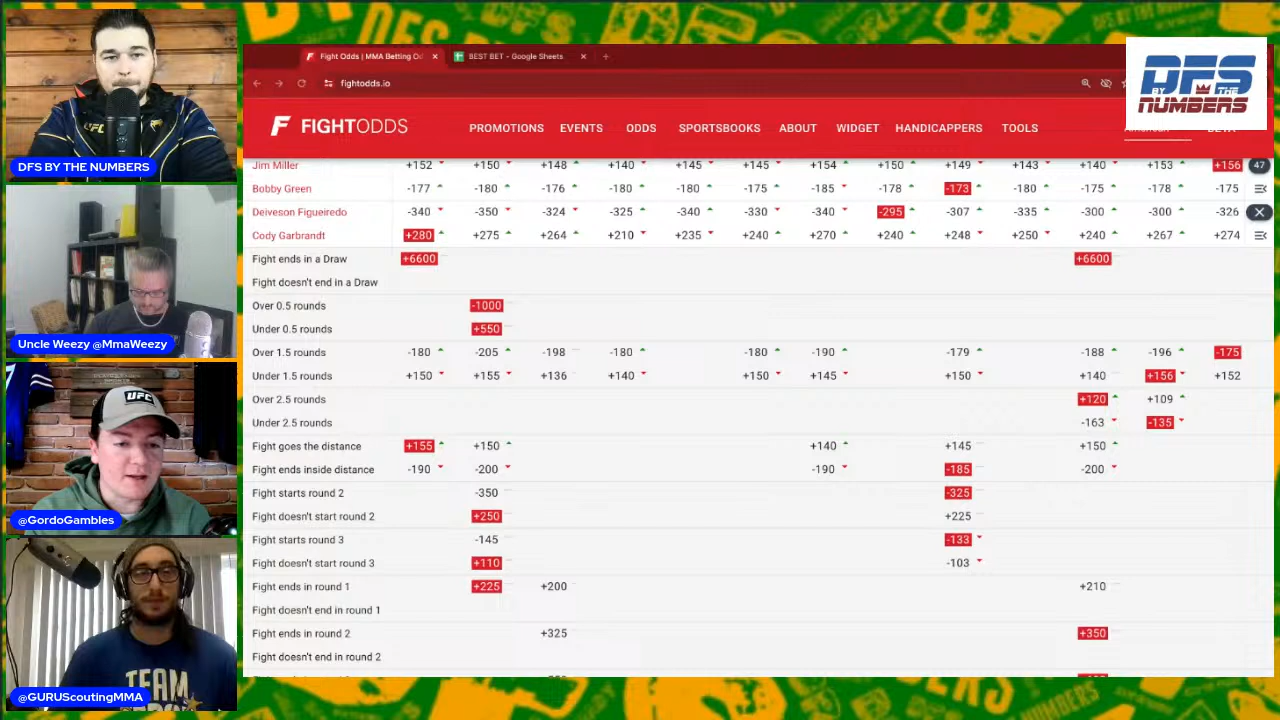 UFC
DFS BY THE NUMBERS
Uncle Weezy @MmaWeezy
UFC
@GordoGambles
TEAM
@GURUScoutingMMA
Fight Odds | MMA Betting Od
BEST BET - Google Sheets
fightodds.io
DFS
BY THE
NUMBERS
FIGHTODDS PROMOTIONS EVENTS ODDS SPORTSBOOKS ABOUT WIDGET HANDICAPPERS TOOLS
Jim Miller +152 +150 +148 +140 +145 +145 +154 +150 +149 +143 +140 +153 +156 47
Bobby Green -177 -180 -176 -180 -180 -175 -185 -178 -173 -180 -175 -178 -175
Deiveson Figueiredo -340 -350 -324 -325 -340 -330 -340 -295 -307 -335 -300 -300 -326
Cody Garbrandt +280 +275 +264 +210 +235 +240 +270 +240 +248 +250 +240 +267 +274
Fight ends in a Draw +6600 +6600
Fight doesn't end in a Draw
Over 0.5 rounds -1000
Under 0.5 rounds +550
Over 1.5 rounds -180 -205 -198 -180 -180 -190 -179 -188 -196 -175
Under 1.5 rounds +150 +155 +136 +140 +150 +145 +150 +140 +156 +152
Over 2.5 rounds +120 +109
Under 2.5 rounds -163 -135
Fight goes the distance +155 +150 +140 +145 +150
Fight ends inside distance -190 -200 -190 -185 -200
Fight starts round 2 -350 -325
Fight doesn't start round 2 +250 +225
Fight starts round 3 -145 -133
Fight doesn't start round 3 +110 -103
Fight ends in round 1 +225 +200 +210
Fight doesn't end in round 1
Fight ends in round 2 +325 +350
Fight doesn't end in round 2